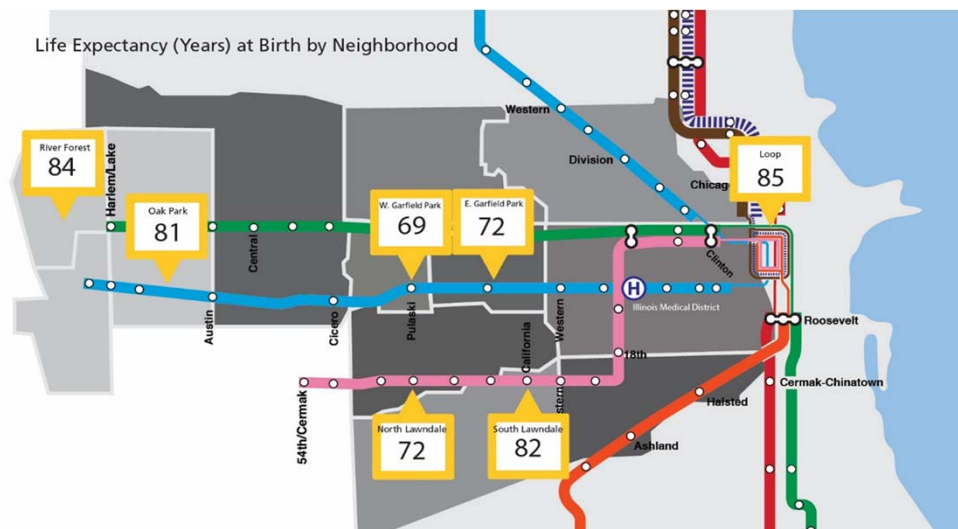 Life Expectancy (Years) at Birth by Neighborhood
River Forest
84
Harlem/Lake
Oak Park
81
Austin
Central
Cicero
W. Garfield Park
69
Pulaski
E. Garfield Park
72
Western
Division
Western
Chicag
Loop
85
Clinton
H
Illinois Medical District
Roosevelt
18th
California
stern
54th/Cermak
North Lawndale
72
South Lawndale
82
Cermak-Chinatown
Halsted
Ashland